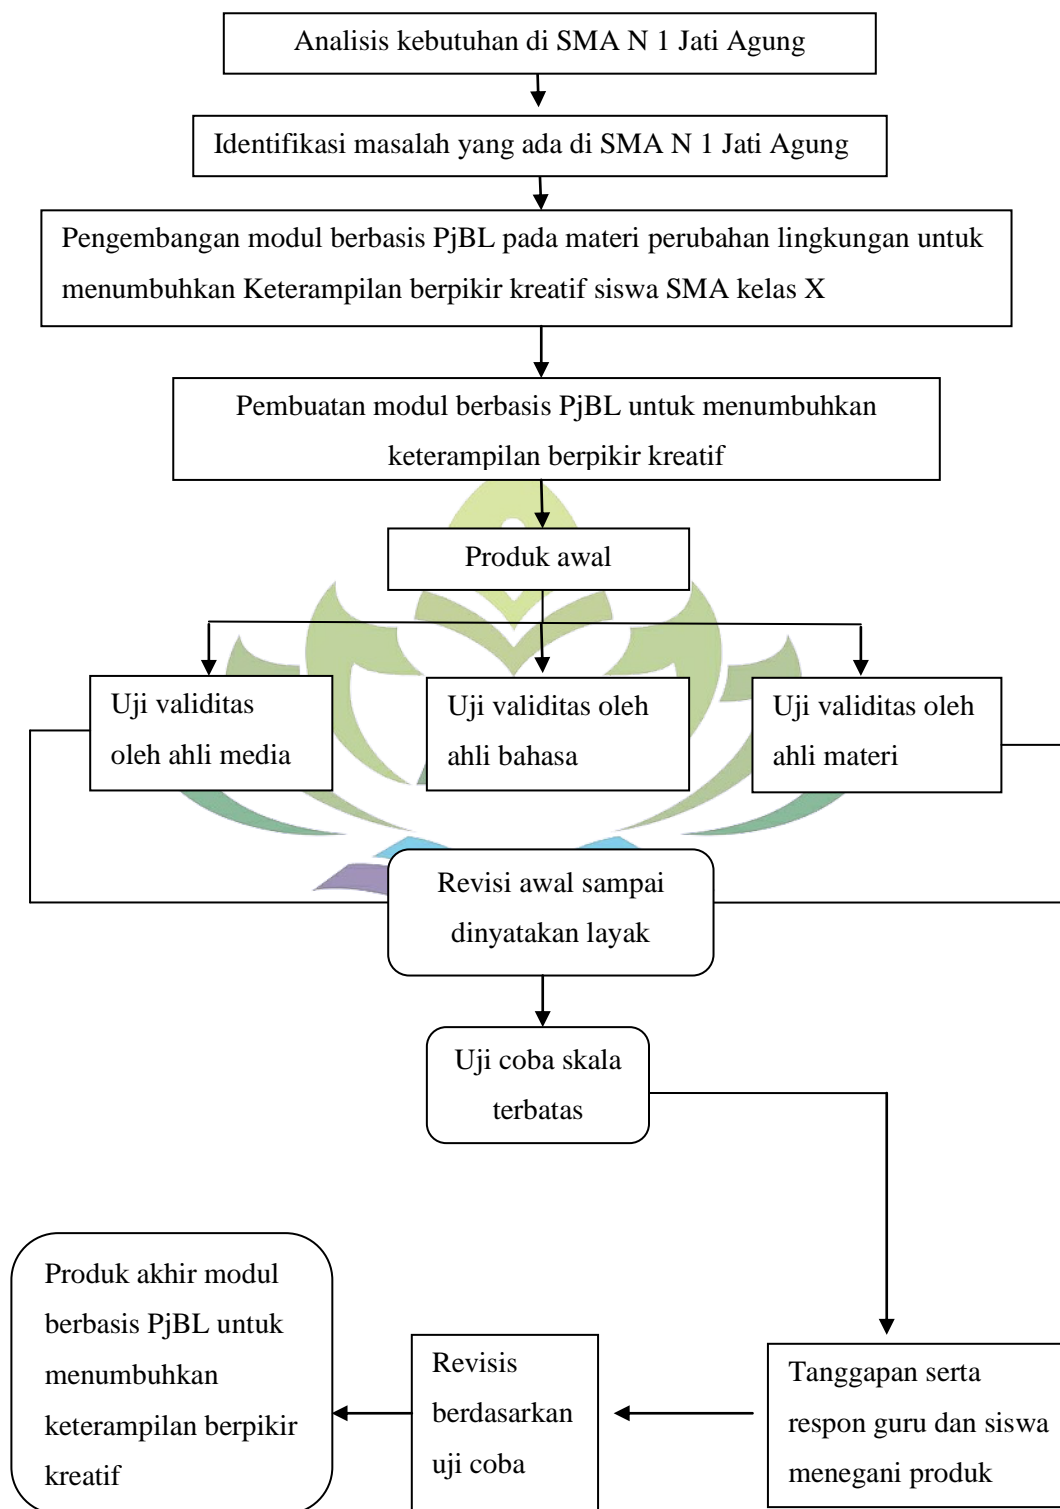 Analisis kebutuhan di SMA N 1 Jati Agung
Identifikasi masalah yang ada di SMA N 1 Jati Agung
Pengembangan modul berbasis PjBL pada materi perubahan lingkungan untuk
menumbuhkan Keterampilan berpikir kreatif siswa SMA kelas X
Pembuatan modul berbasis PjBL untuk menumbuhkan
keterampilan berpikir kreatif
Produk awal
Uji validitas
oleh ahli media
Uji validitas oleh
ahli bahasa
Uji validitas oleh
ahli materi
Revisi awal sampai
dinyatakan layak
Uji coba skala
terbatas
Tanggapan serta
respon guru dan siswa
menegani produk
Revisis
berdasarkan
uji coba
Produk akhir modul
berbasis PjBL untuk
menumbuhkan
keterampilan berpikir
kreatif